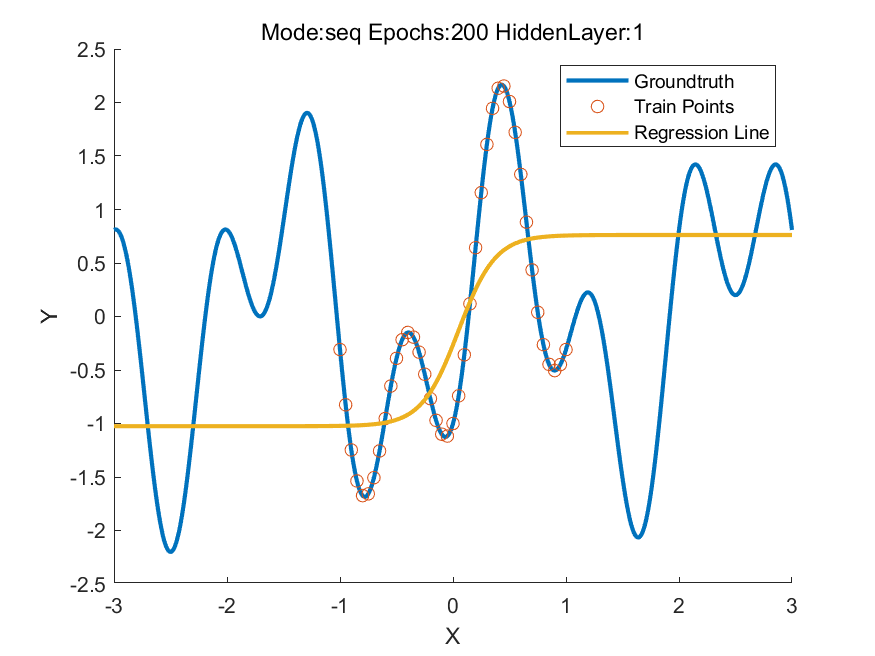 Mode:seq Epochs:200 HiddenLayer:1
2.5
2
1.5
1
0.5
0
-0.5
-1
-1.5
-2
-2.5
Y
Groundtruth
Train Points
Regression Line
-3 -2 -1 0 1 2 3
X